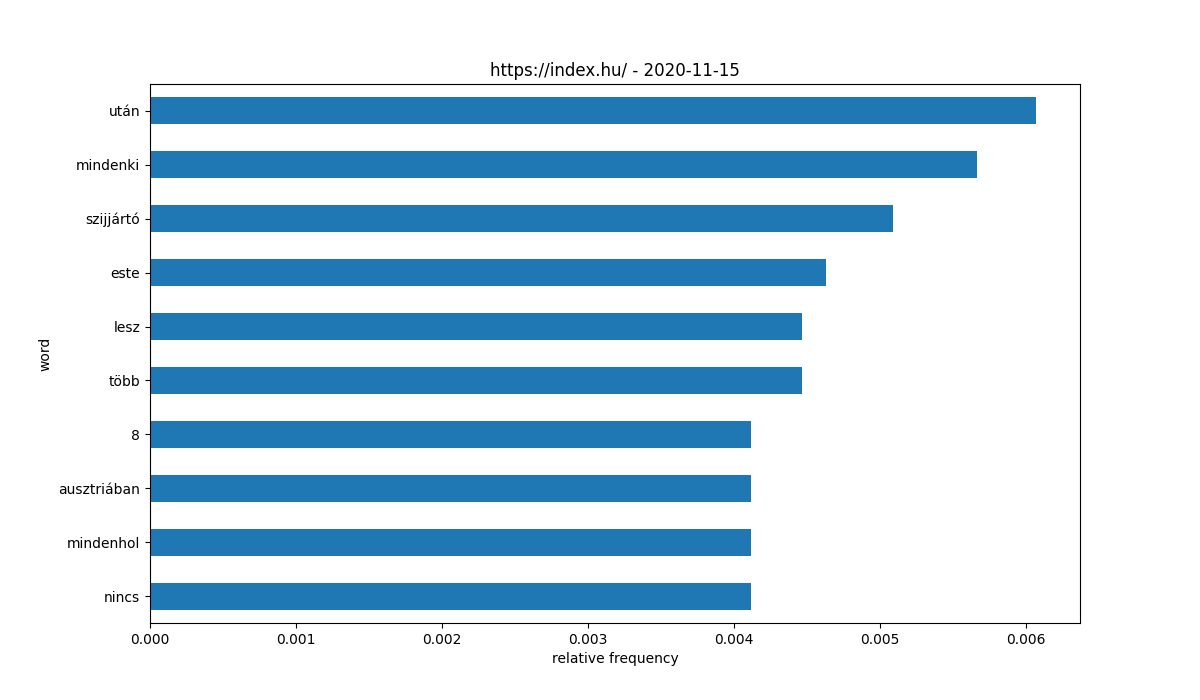 https://index.hu/ - 2020-11-15
után
mindenki
szijjártó
este
lesz
több
8
ausztriában
mindenhol
nincs
word
0.000 0.001 0.002 0.003 0.004 0.005 0.006
relative frequency